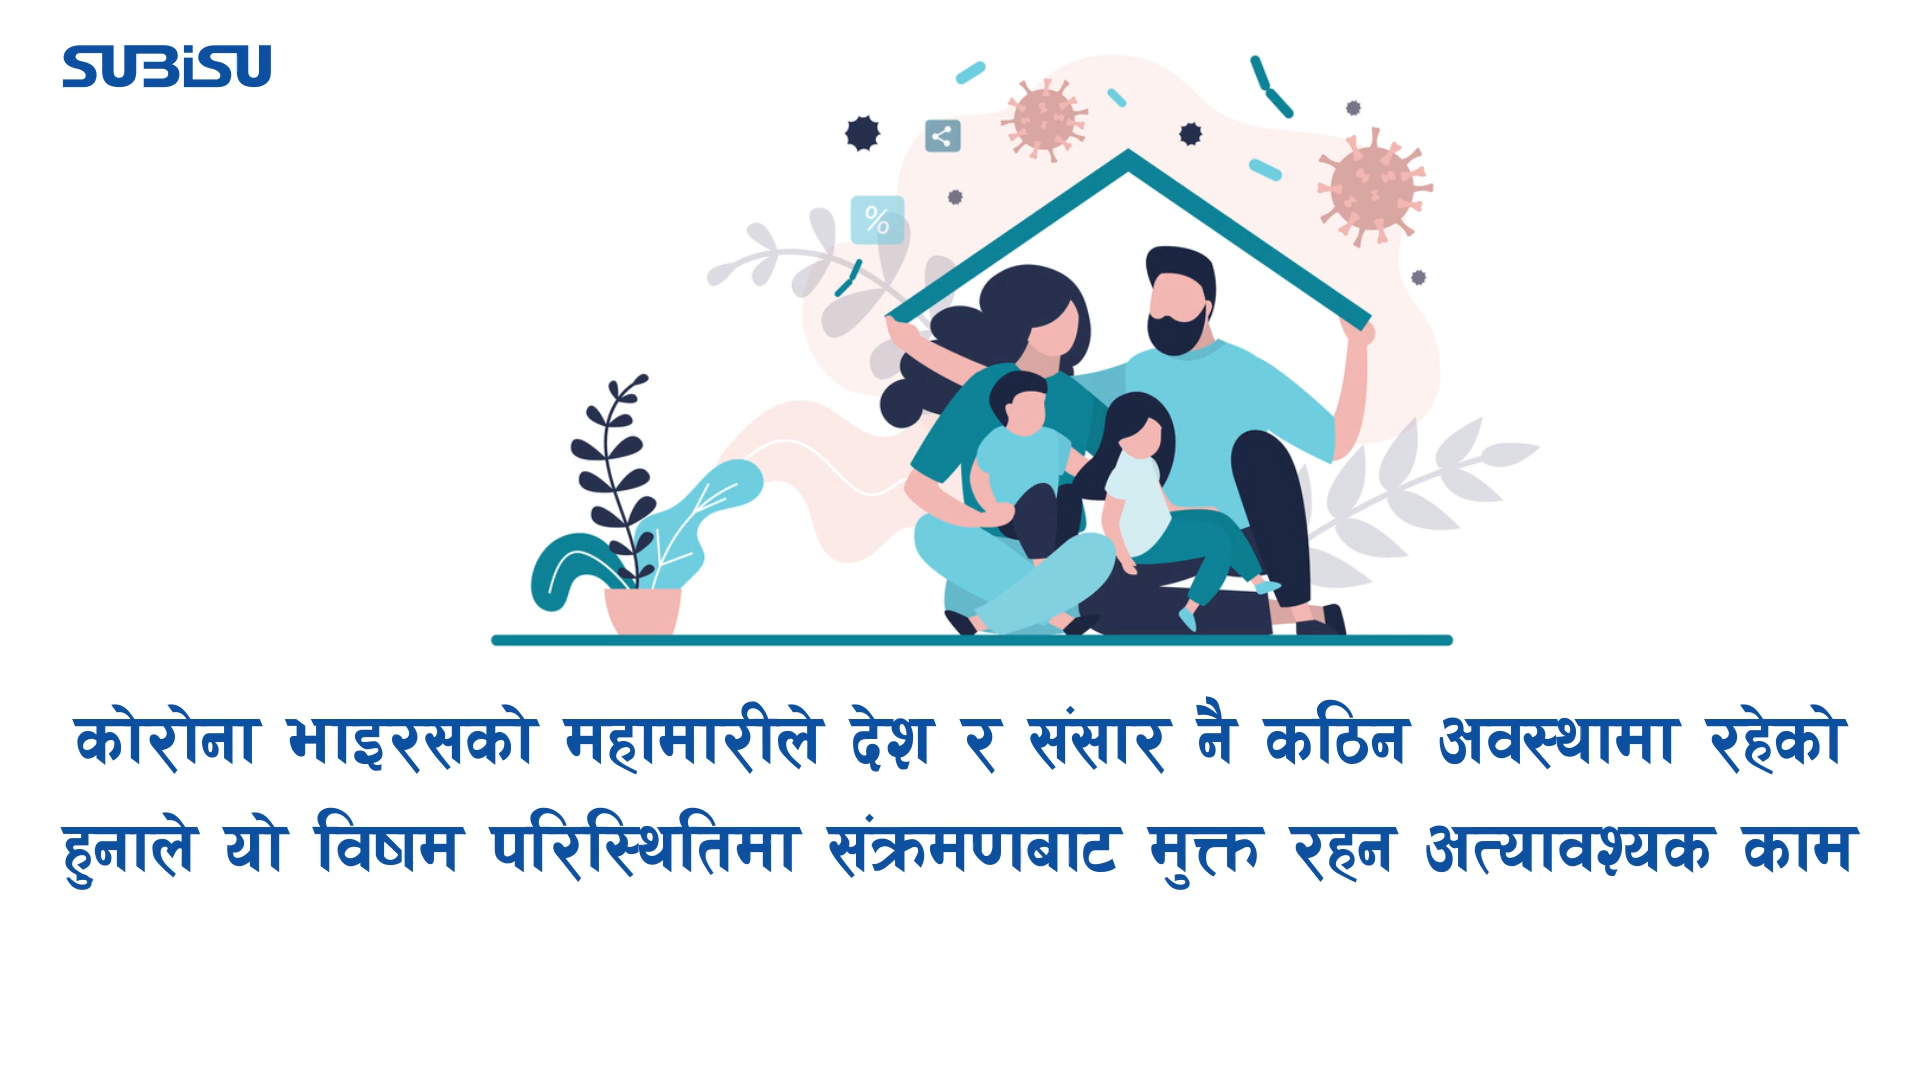 SUBISU
%
कोरोना भाइरसको महामारीले देश र संसार नै कठिन अवस्थामा रहेको
हुनाले यो विषम परिस्थितिमा संक्रमणबाट मुक्त रहन अत्यावश्यक काम